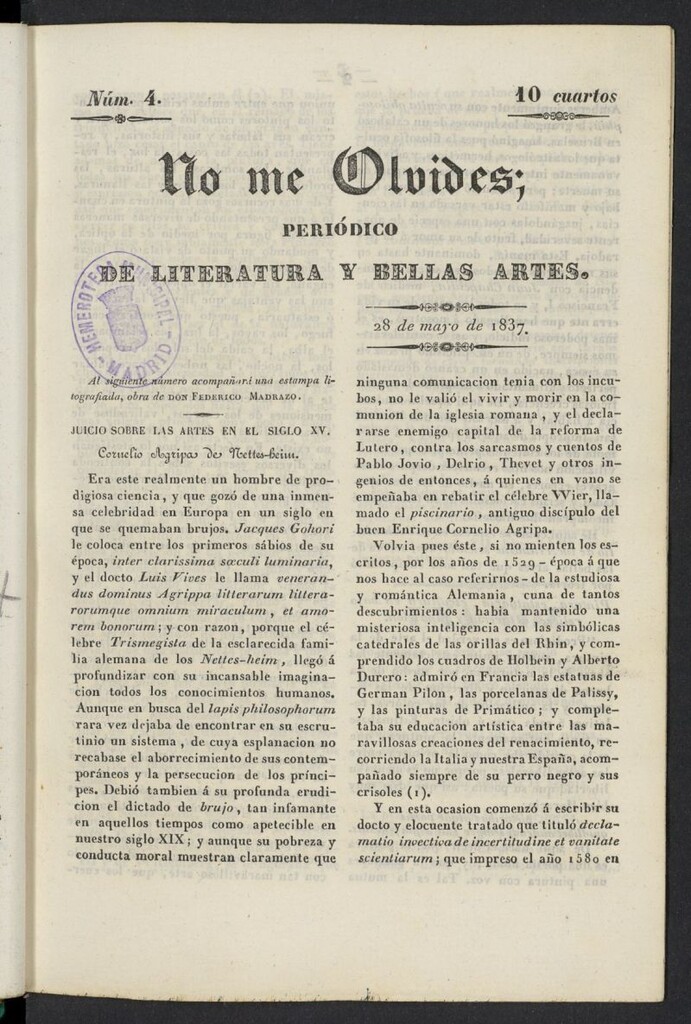 Núm. 4.
10 cuartos
No me Olvides;
PERIÓDICO
DE LITERATURA Y BELLAS ARTES.
28 de mayo de 1837.
HEMEROTECA MUNICIPAL
MADRID
Al siguiente número acompañará una estampa li-
tografiada, obra de DON FEDERICO MADRAZO.
JUICIO SOBRE LAS ARTES EN EL SIGLO XV.
Cornelio Agripa de Nettes-heim.
Era este realmente un hombre de pro-
digiosa ciencia, y que gozó de una inmen-
sa celebridad en Europa en un siglo en
que se quemaban brujos. Jacques Gohori
le coloca entre los primeros sábios de su
época, inter clarissima sœculi luminaria,
y el docto Luis Vives le llama veneran-
dus dominus Agrippa litterarum littera-
rorumque omnium miraculum, et amo-
rem bonorum; y con razon, porque el cé-
lebre Trismegista de la esclarecida fami-
lia alemana de los Nettes-heim, llegó á
profundizar con su incansable imagina-
cion todos los conocimientos humanos.
Aunque en busca del lapis philosophorum
rara vez dejaba de encontrar en su escru-
tinio un sistema, de cuya esplanacion no
recabase el aborrecimiento de sus contem-
poráneos y la persecucion de los prínci-
pes. Debió tambien á su profunda erudi-
cion el dictado de brujo, tan infamante
en aquellos tiempos como apetecible en
nuestro siglo XIX; y aunque su pobreza y
conducta moral muestran claramente que
ninguna comunicacion tenia con los incu-
bos, no le valió el vivir y morir en la co-
munion de la iglesia romana, y el decla-
rarse enemigo capital de la reforma de
Lutero, contra los sarcasmos y cuentos de
Pablo Jovio, Delrio, Thevet y otros in-
genios de entonces, á quienes en vano se
empeñaba en rebatir el célebre Wier, lla-
mado el piscinario, antiguo discípulo del
buen Enrique Cornelio Agripa.
Volvia pues éste, si no mienten los es-
critos, por los años de 1529 - época á que
nos hace al caso referirnos - de la estudiosa
y romántica Alemania, cuna de tantos
descubrimientos: habia mantenido una
misteriosa inteligencia con las simbólicas
catedrales de las orillas del Rhin, y com-
prendido los cuadros de Holbein y Alberto
Durero: admiró en Francia las estatuas de
German Pilon, las porcelanas de Palissy,
y las pinturas de Primático; y comple-
taba su educacion artística entre las ma-
ravillosas creaciones del renacimiento, re-
corriendo la Italia y nuestra España, acom-
pañado siempre de su perro negro y sus
crisoles (1).
Y en esta ocasion comenzó á escribir su
docto y elocuente tratado que tituló decla-
matio invectiva de incertitudine et vanitate
scientiarum; que impreso el año 1580 en